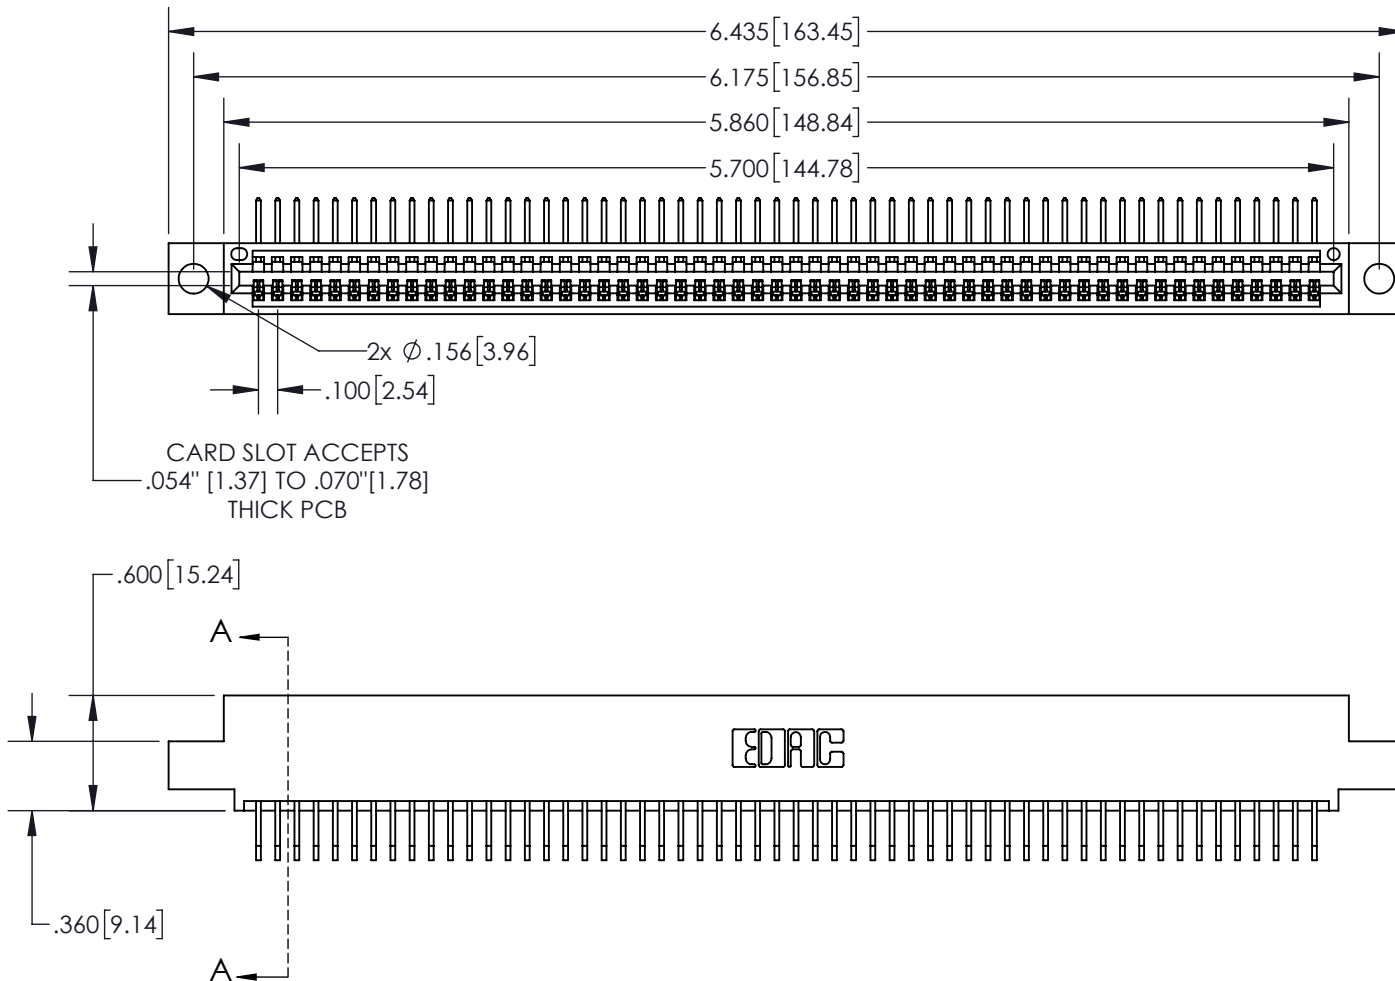 6.435[163.45]
6.175[156.85]
5.860[148.84]
5.700[144.78]
2x Ø.156[3.96]
.100[2.54]
CARD SLOT ACCEPTS
.054" [1.37] TO .070"[1.78]
THICK PCB
.600[15.24]
A
EDAC
.360[9.14]
A